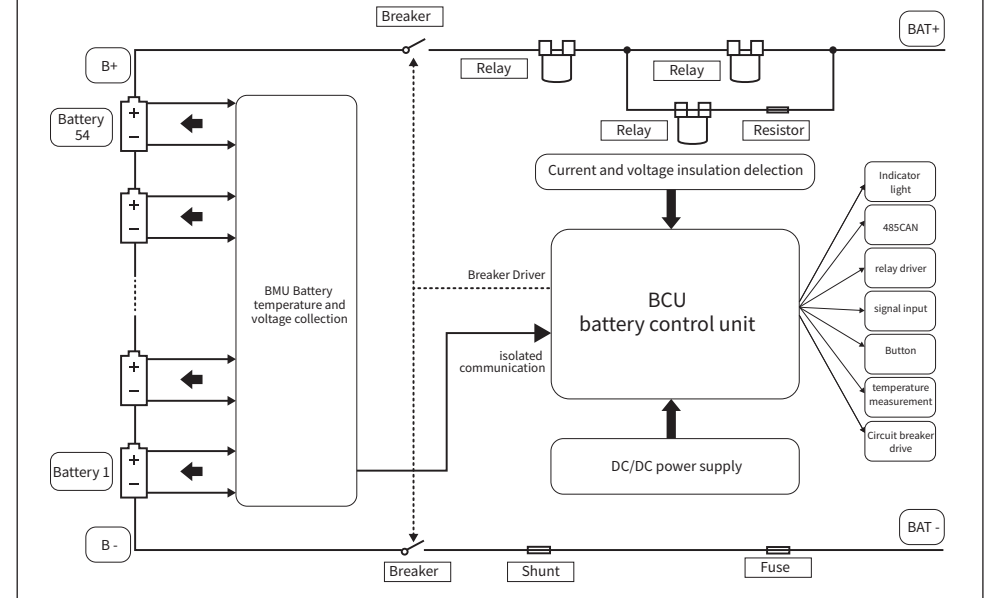 Breaker
BAT+
B+
Relay
Relay
Battery
54
+
−
Relay
Resistor
Current and voltage insulation delection
Indicator
light
+
−
485CAN
Breaker Driver
relay driver
BMU Battery
temperature and
voltage collection
BCU
battery control unit
signal input
isolated
communication
Button
+
−
temperature
measurement
Circuit breaker
drive
Battery 1
+
−
DC/DC power supply
B -
BAT -
Breaker
Shunt
Fuse